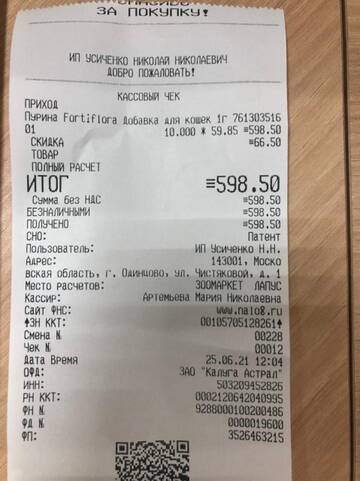 СПАСИБО
ЗА ПОКУПКУ!
ИП УСИЧЕНКО НИКОЛАЙ НИКОЛАЕВИЧ
ДОБРО ПОЖАЛОВАТЬ!
КАССОВЫЙ ЧЕК
ПРИХОД
Пурина Fortiflora Добавка для кошек 1г 761303516
01 10.000 * 59.85 =598.50
СКИДКА =66.50
ТОВАР
ПОЛНЫЙ РАСЧЕТ
ИТОГ =598.50
Сумма без НДС =598.50
БЕЗНАЛИЧНЫМИ =598.50
ПОЛУЧЕНО =598.50
СНО: Патент
Пользователь: ИП Усиченко Н.Н.
Адрес: 143001, Моско
вская область, г. Одинцово, ул. Чистяковой, д. 1
Место расчетов: ЗООМАРКЕТ ЛАПУС
Кассир: Артемьева Мария Николаевна
Сайт ФНС: www.nalog.ru
ЗН ККТ: 00105705128261
Смена № 00228
Чек № 00012
Дата Время 25.06.21 12:04
ОФД: ЗАО "Калуга Астрал"
ИНН: 503209452826
РН ККТ: 0002120642040995
ФН № 9288000100200486
ФД № 0000019600
ФП: 3526463215